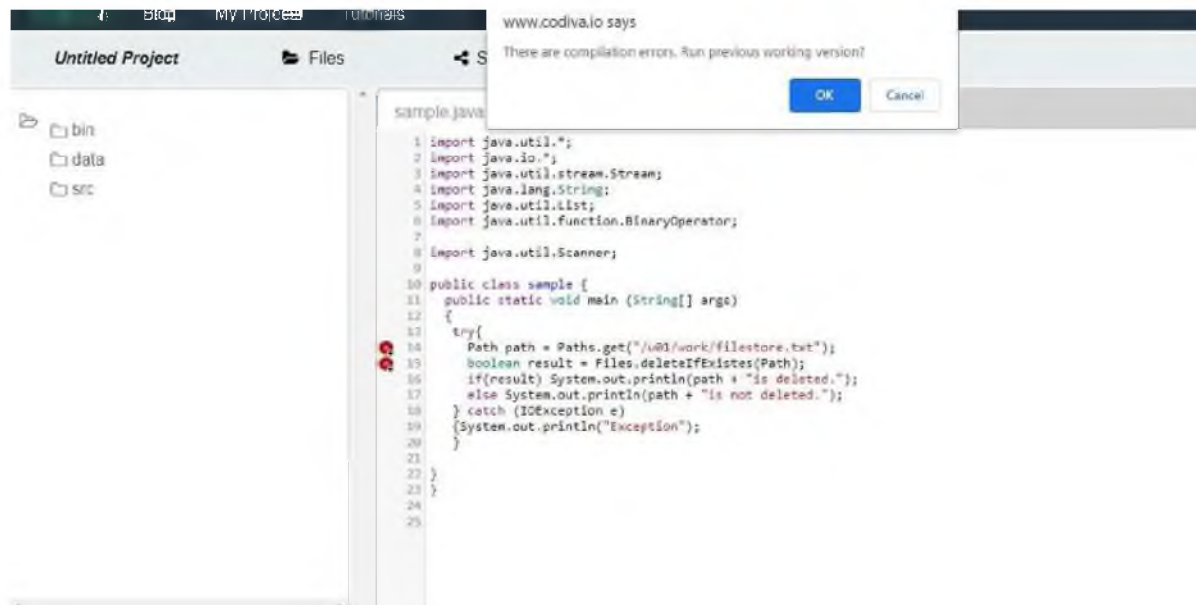 Blog My Projects Tutorials
www.codiva.io says
There are compilation errors. Run previous working version?
OK Cancel
Untitled Project Files S
bin
data
src
sample.java
1 import java.util.*;
2 import java.io.*;
3 import java.util.stream.Stream;
4 import java.lang.String;
5 import java.util.List;
6 import java.util.function.BinaryOperator;
7
8 import java.util.Scanner;
9
10 public class sample {
11 public static void main (String[] args)
12 {
13 try{
14 Path path = Paths.get("/u01/work/filestore.txt");
15 boolean result = Files.deleteIfExistes(Path);
16 if(result) System.out.println(path + "is deleted.");
17 else System.out.println(path + "is not deleted.");
18 } catch (IOException e)
19 {System.out.println("Exception");
20 }
21
22 }
23 }
24
25